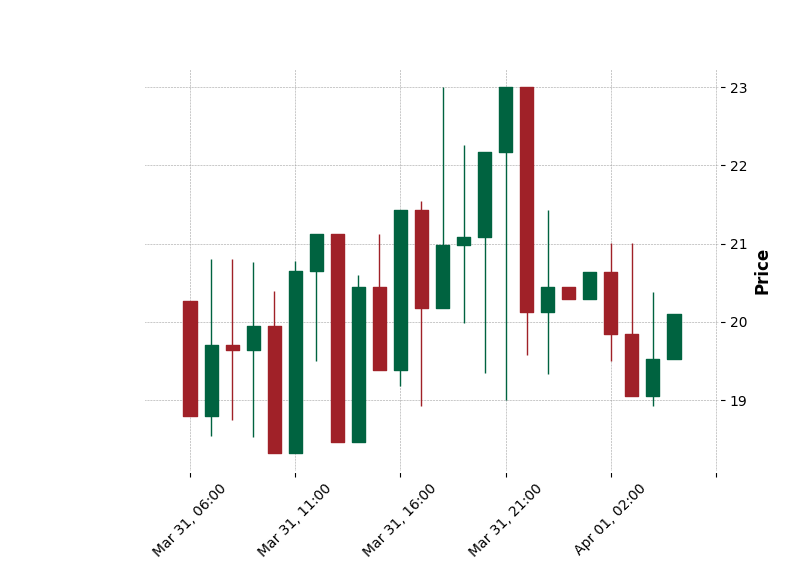 23
22
21
20
19
Price
Mar 31, 06:00
Mar 31, 11:00
Mar 31, 16:00
Mar 31, 21:00
Apr 01, 02:00